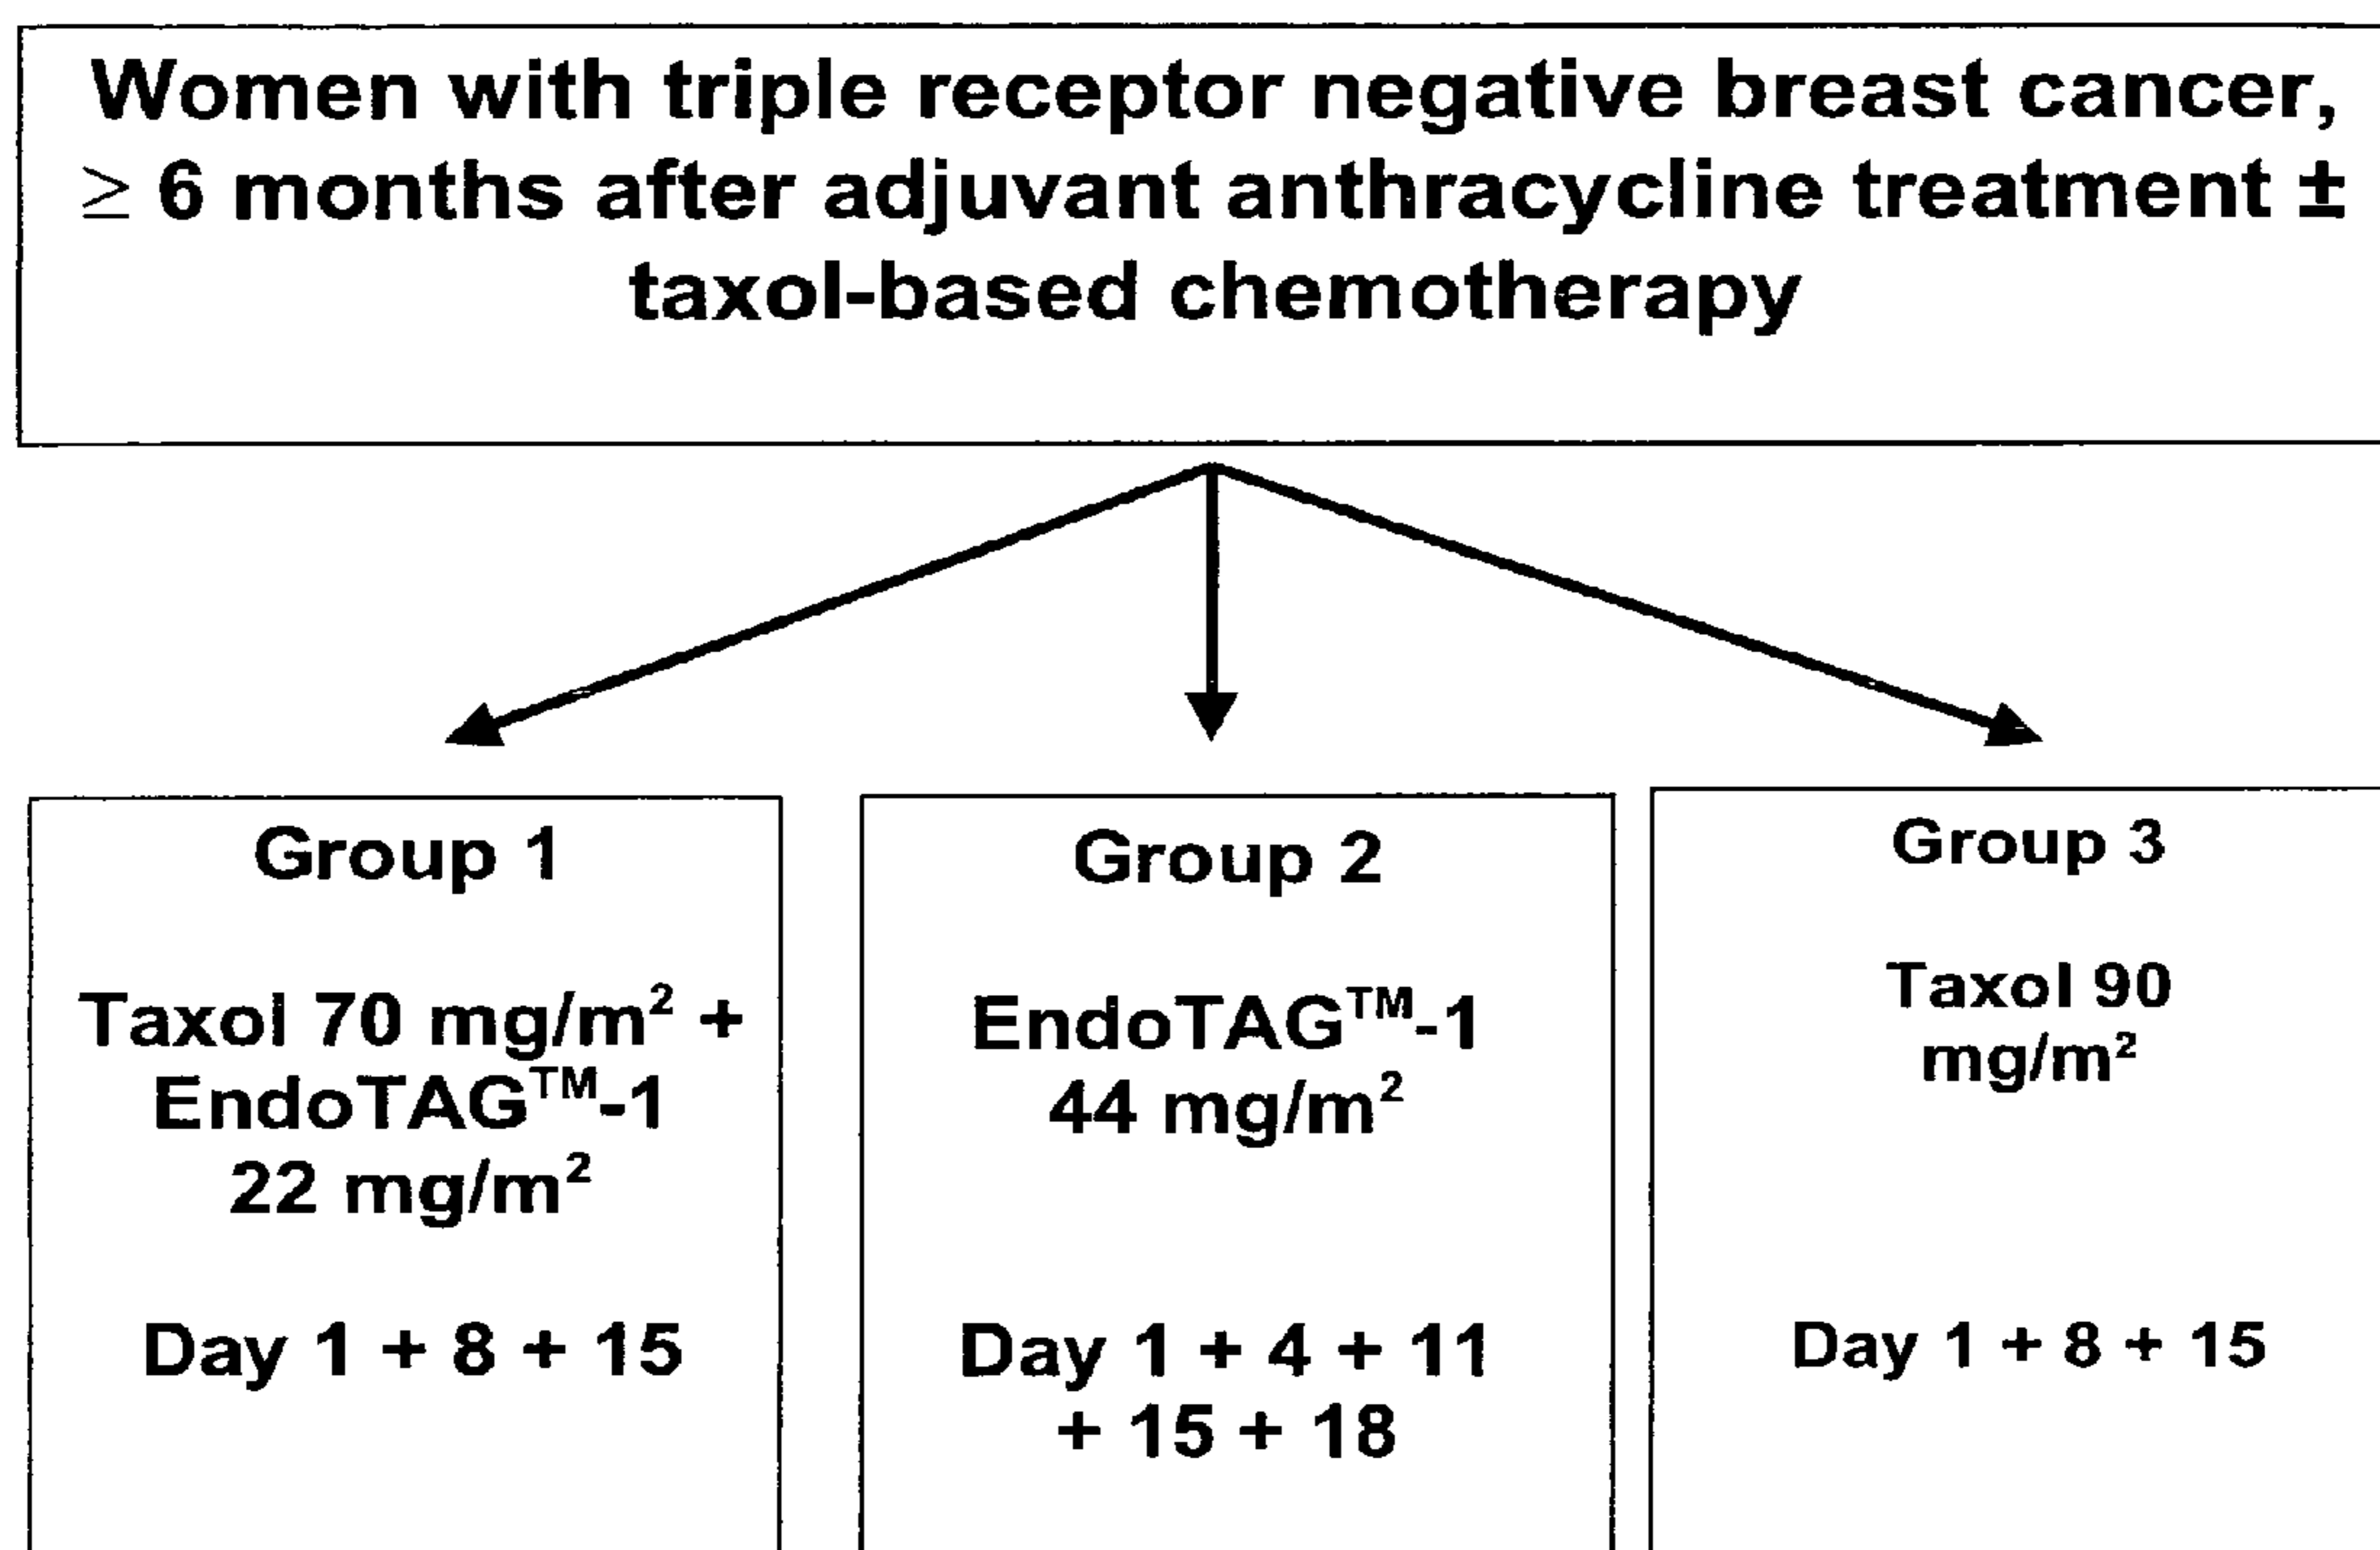 Women with triple receptor negative breast cancer,
≥ 6 months after adjuvant anthracycline treatment ±
taxol-based chemotherapy
Group 1
Taxol 70 mg/m² +
EndoTAG™-1
22 mg/m²
Day 1 + 8 + 15
Group 2
EndoTAG™-1
44 mg/m²
Day 1 + 4 + 11
+ 15 + 18
Group 3
Taxol 90
mg/m²
Day 1 + 8 + 15